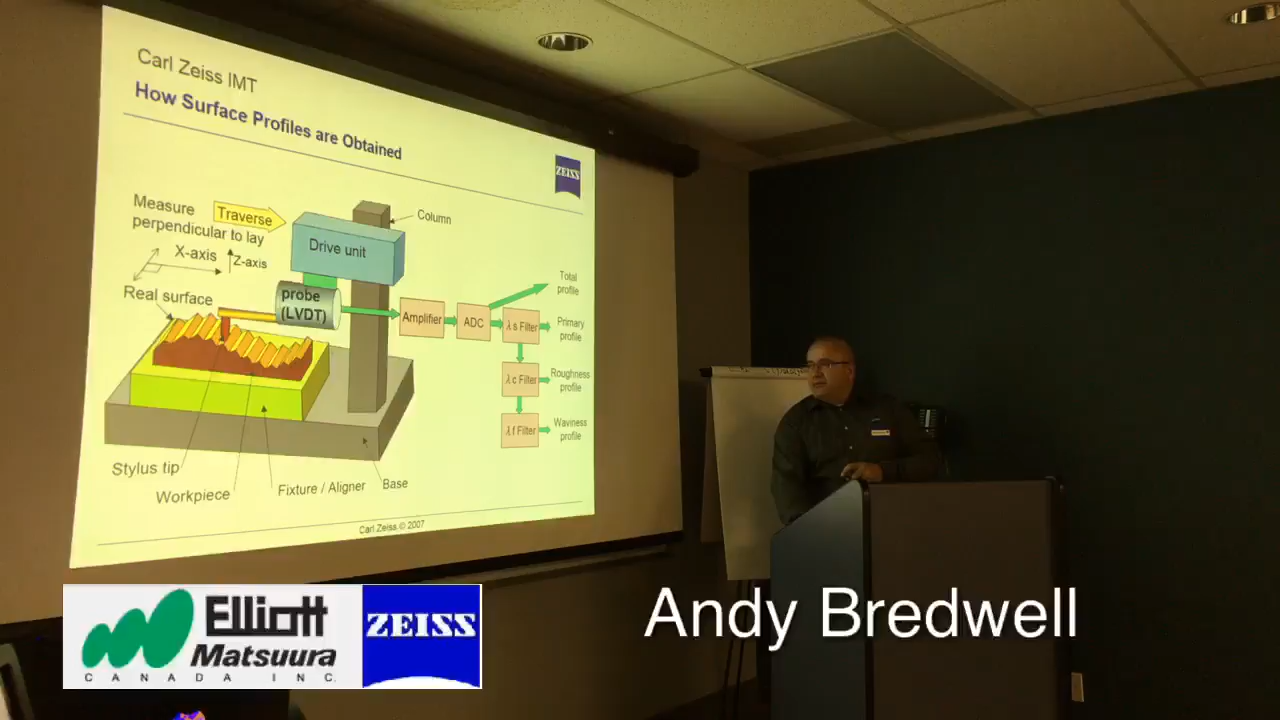 Carl Zeiss IMT
How Surface Profiles are Obtained
ZEISS
Measure
perpendicular to lay
Traverse
Column
X-axis
Z-axis
Drive unit
Real surface
probe
(LVDT)
Amplifier
ADC
λ s Filter
Total
profile
Primary
profile
λ c Filter
Roughness
profile
λ f Filter
Waviness
profile
Stylus tip
Workpiece
Fixture / Aligner
Base
Carl Zeiss © 2007
Elliott
Matsuura
CANADA INC.
ZEISS
Andy Bredwell